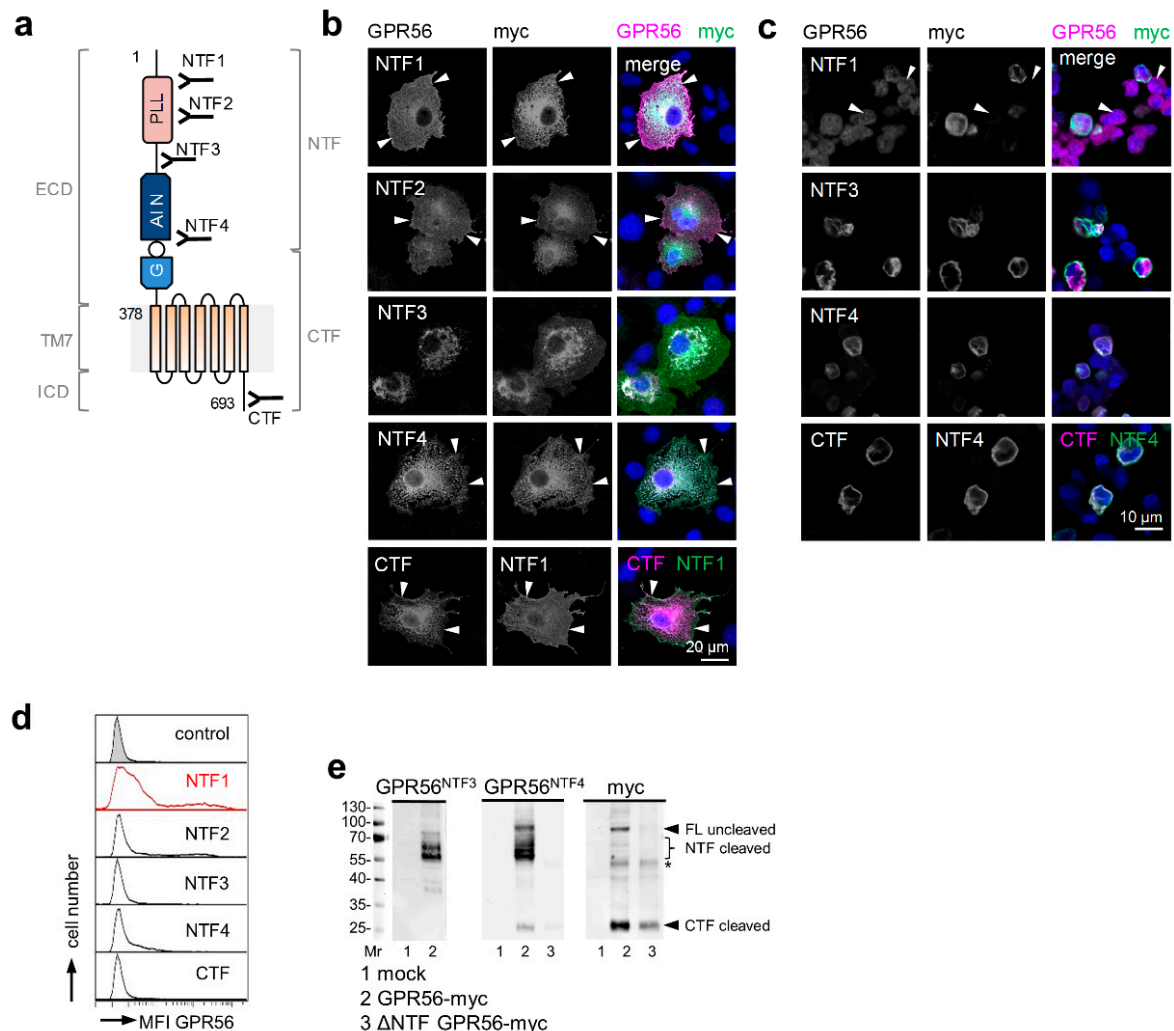 a
1
NTF1
PLL
NTF2
NTF3
NTF
ECD
AIN
NTF4
G
378
TM7
CTF
ICD
693
CTF
b
GPR56 myc GPR56 myc
NTF1 merge
NTF2
NTF3
NTF4
CTF NTF1 CTF NTF1
20 µm
c
GPR56 myc GPR56 myc
NTF1 merge
NTF3
NTF4
CTF NTF4 CTF NTF4
10 µm
d
control
NTF1
NTF2
NTF3
NTF4
CTF
cell number
MFI GPR56
e
GPR56NTF3 GPR56NTF4 myc
130-
100-
70-
55-
40-
35-
25-
FL uncleaved
NTF cleaved
*
CTF cleaved
Mr 1 2 1 2 3 1 2 3
1 mock
2 GPR56-myc
3 ΔNTF GPR56-myc